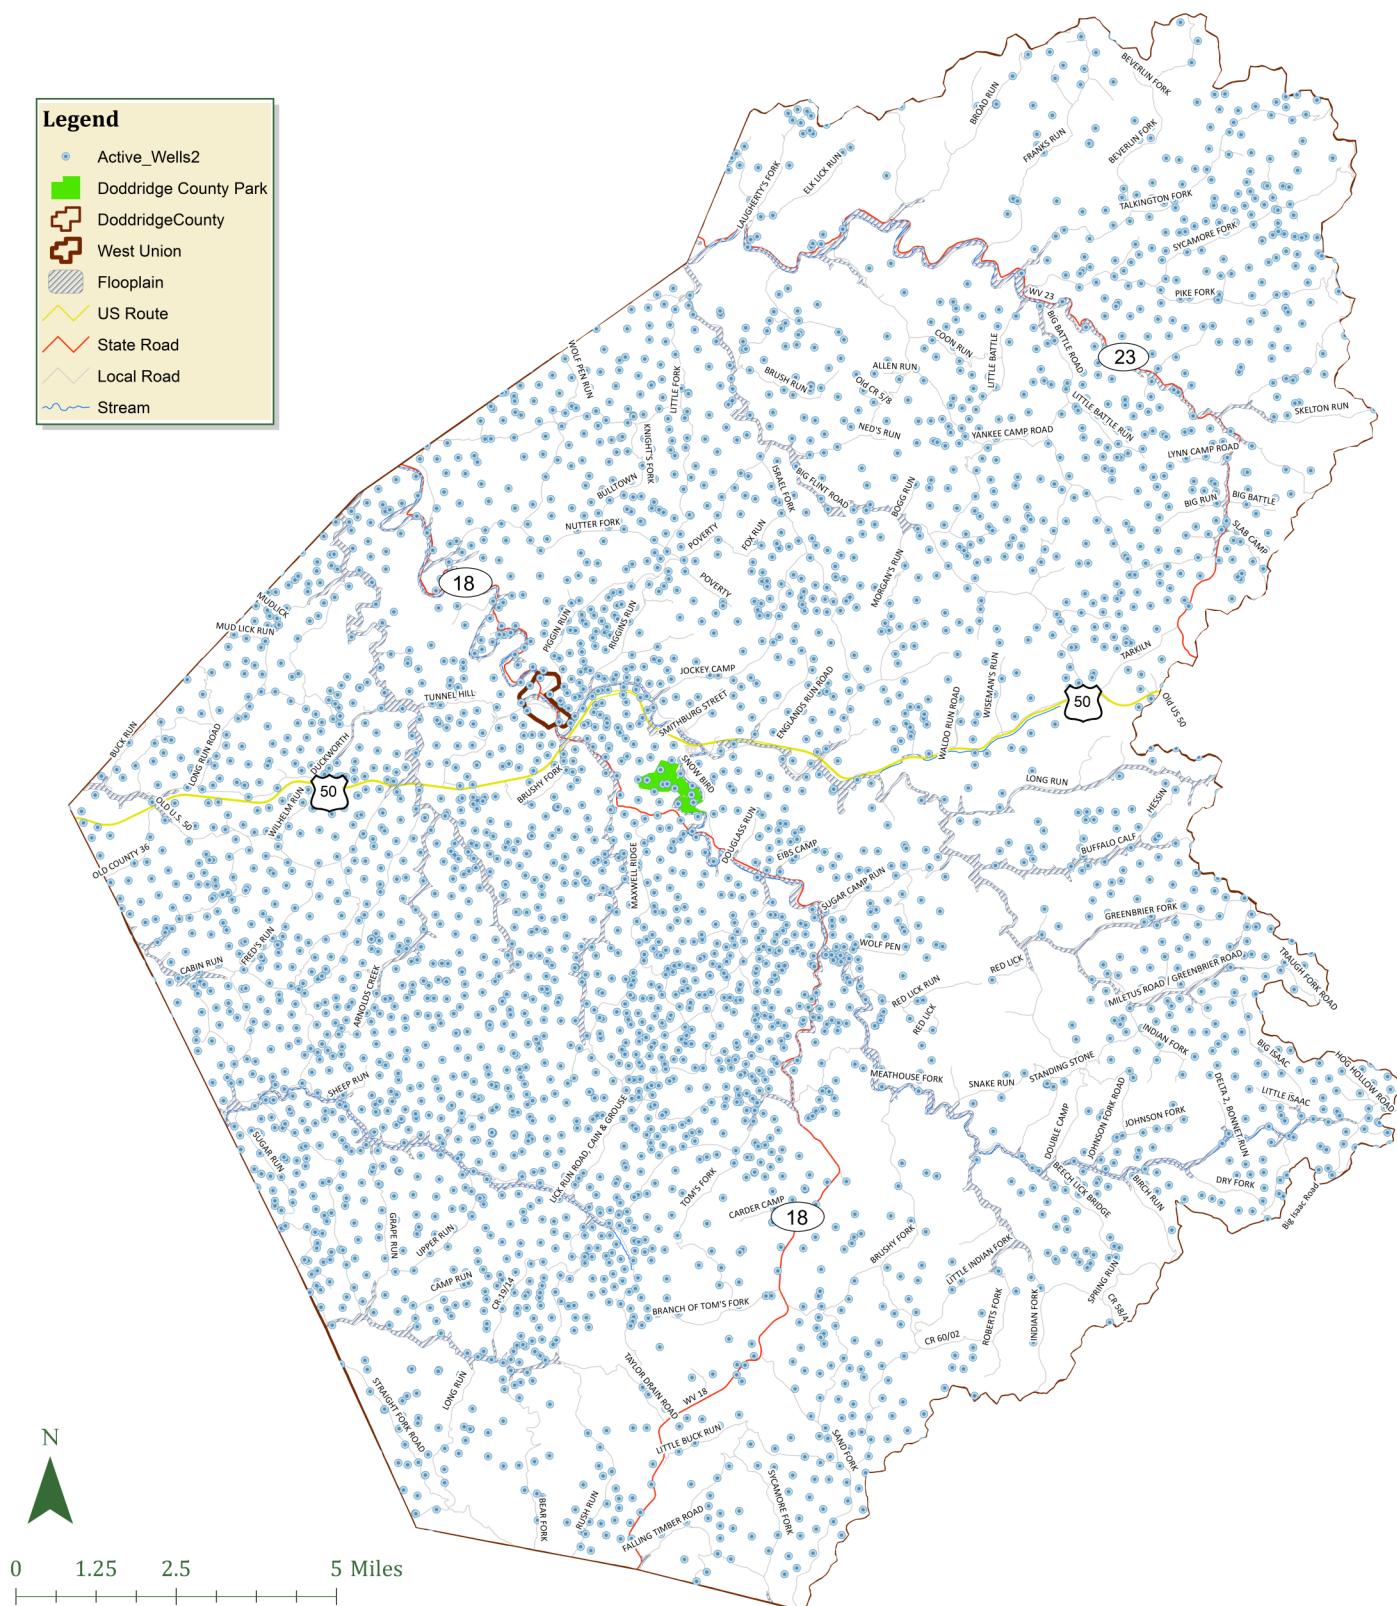 Legend
Active_Wells2
Doddridge County Park
DoddridgeCounty
West Union
Flooplain
US Route
State Road
Local Road
Stream
BEVERLIN FORK
BROAD RUN
FRANKS RUN
BEVERLIN FORK
ELK LICK RUN
LAUGHERTY'S FORK
TALKINGTON FORK
SYCAMORE FORK
PIKE FORK
WV 23
BIG BATTLE ROAD
23
COON RUN
LITTLE BATTLE
WOLF PEN RUN
ALLEN RUN
BRUSH RUN
Old CR 5/8
LITTLE FORK
LITTLE BATTLE RUN
SKELTON RUN
NED'S RUN
YANKEE CAMP ROAD
KNIGHT'S FORK
LYNN CAMP ROAD
BULLTOWN
ISRAEL FORK
BIG FLINT ROAD
BOGG RUN
BIG RUN
BIG BATTLE
NUTTER FORK
POVERTY
FOX RUN
SLAB CAMP
18
POVERTY
MORGAN'S RUN
MUDLICK
MUD LICK RUN
PIGGIN RUN
RIGGINS RUN
TARKILN
JOCKEY CAMP
WISEMAN'S RUN
TUNNEL HILL
ENGLANDS RUN ROAD
SMITHBURG STREET
WALDO RUN ROAD
50
Old US 50
BUCK RUN
LONG RUN ROAD
DUCKWORTH
SNOW BIRD
BRUSHY FORK
50
LONG RUN
OLD U.S. 50
WILHELM RUN
HESSIN
DOUGLASS RUN
BUFFALO CALF
EIBS CAMP
OLD COUNTY 36
MAXWELL RIDGE
SUGAR CAMP RUN
GREENBRIER FORK
WOLF PEN
FRED'S RUN
CABIN RUN
RED LICK
TRAUGH FORK ROAD
MILETUS ROAD / GREENBRIER ROAD
ARNOLDS CREEK
RED LICK RUN
RED LICK
INDIAN FORK
BIG ISAAC
HOG HOLLOW ROAD
STANDING STONE
MEATHOUSE FORK
SNAKE RUN
SHEEP RUN
DELTA 2, BONNET RUN
LITTLE ISAAC
JOHNSON FORK ROAD
JOHNSON FORK
DOUBLE CAMP
LICK RUN ROAD, CAIN & GROUSE
SUGAR RUN
TOM'S FORK
BEECH LICK BRIDGE
BIRCH RUN
DRY FORK
Big Isaac Road
CARDER CAMP
18
GRAPE RUN
UPPER RUN
BRUSHY FORK
LITTLE INDIAN FORK
SPRING RUN
CAMP RUN
CR 19/14
BRANCH OF TOM'S FORK
ROBERTS FORK
INDIAN FORK
CR 58/4
CR 60/02
TAYLOR DRAIN ROAD
LONG RUN
STRAIGHT FORK ROAD
WV 18
LITTLE BUCK RUN
SAND FORK
SYCAMORE FORK
BEAR FORK
RUSH RUN
FALLING TIMBER ROAD
N
0 1.25 2.5 5 Miles